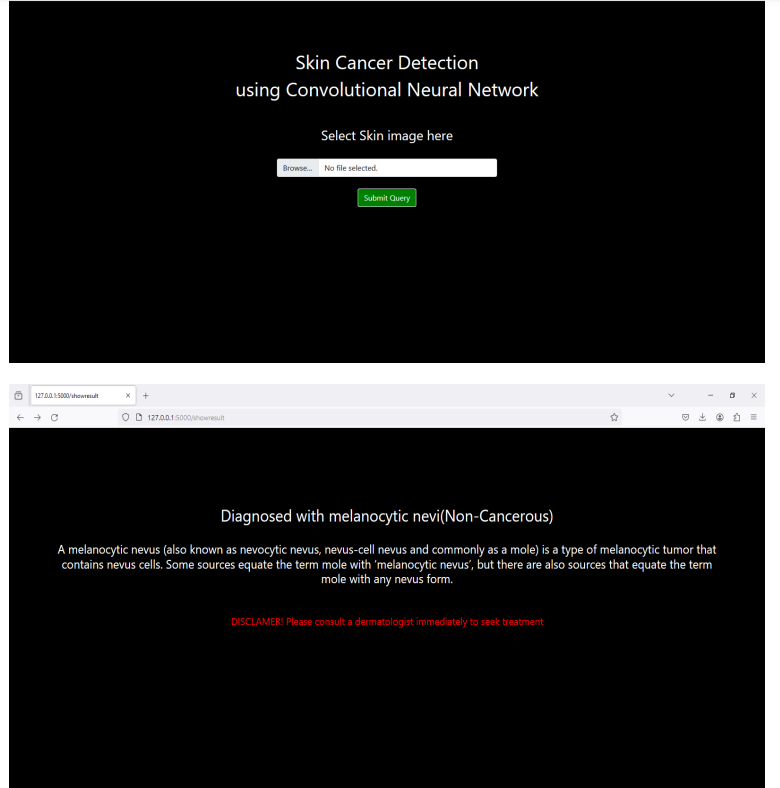 Skin Cancer Detection
using Convolutional Neural Network
Select Skin image here
Browse... No file selected.
Submit Query
127.0.0.1:5000/showresult
127.0.0.1:5000/showresult
Diagnosed with melanocytic nevi(Non-Cancerous)
A melanocytic nevus (also known as nevocytic nevus, nevus-cell nevus and commonly as a mole) is a type of melanocytic tumor that
contains nevus cells. Some sources equate the term mole with ‘melanocytic nevus’, but there are also sources that equate the term
mole with any nevus form.
DISCLAMER! Please consult a dermatologist immediately to seek treatment